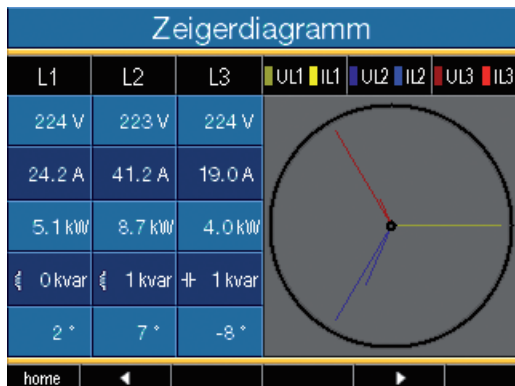 Zeigerdiagramm
L1 L2 L3 UL1 IL1 UL2 IL2 UL3 IL3
224 V 223 V 224 V
24.2 A 41.2 A 19.0 A
5.1 kW 8.7 kW 4.0 kW
0 kvar 1 kvar 1 kvar
2 ° 7 ° -8 °
home